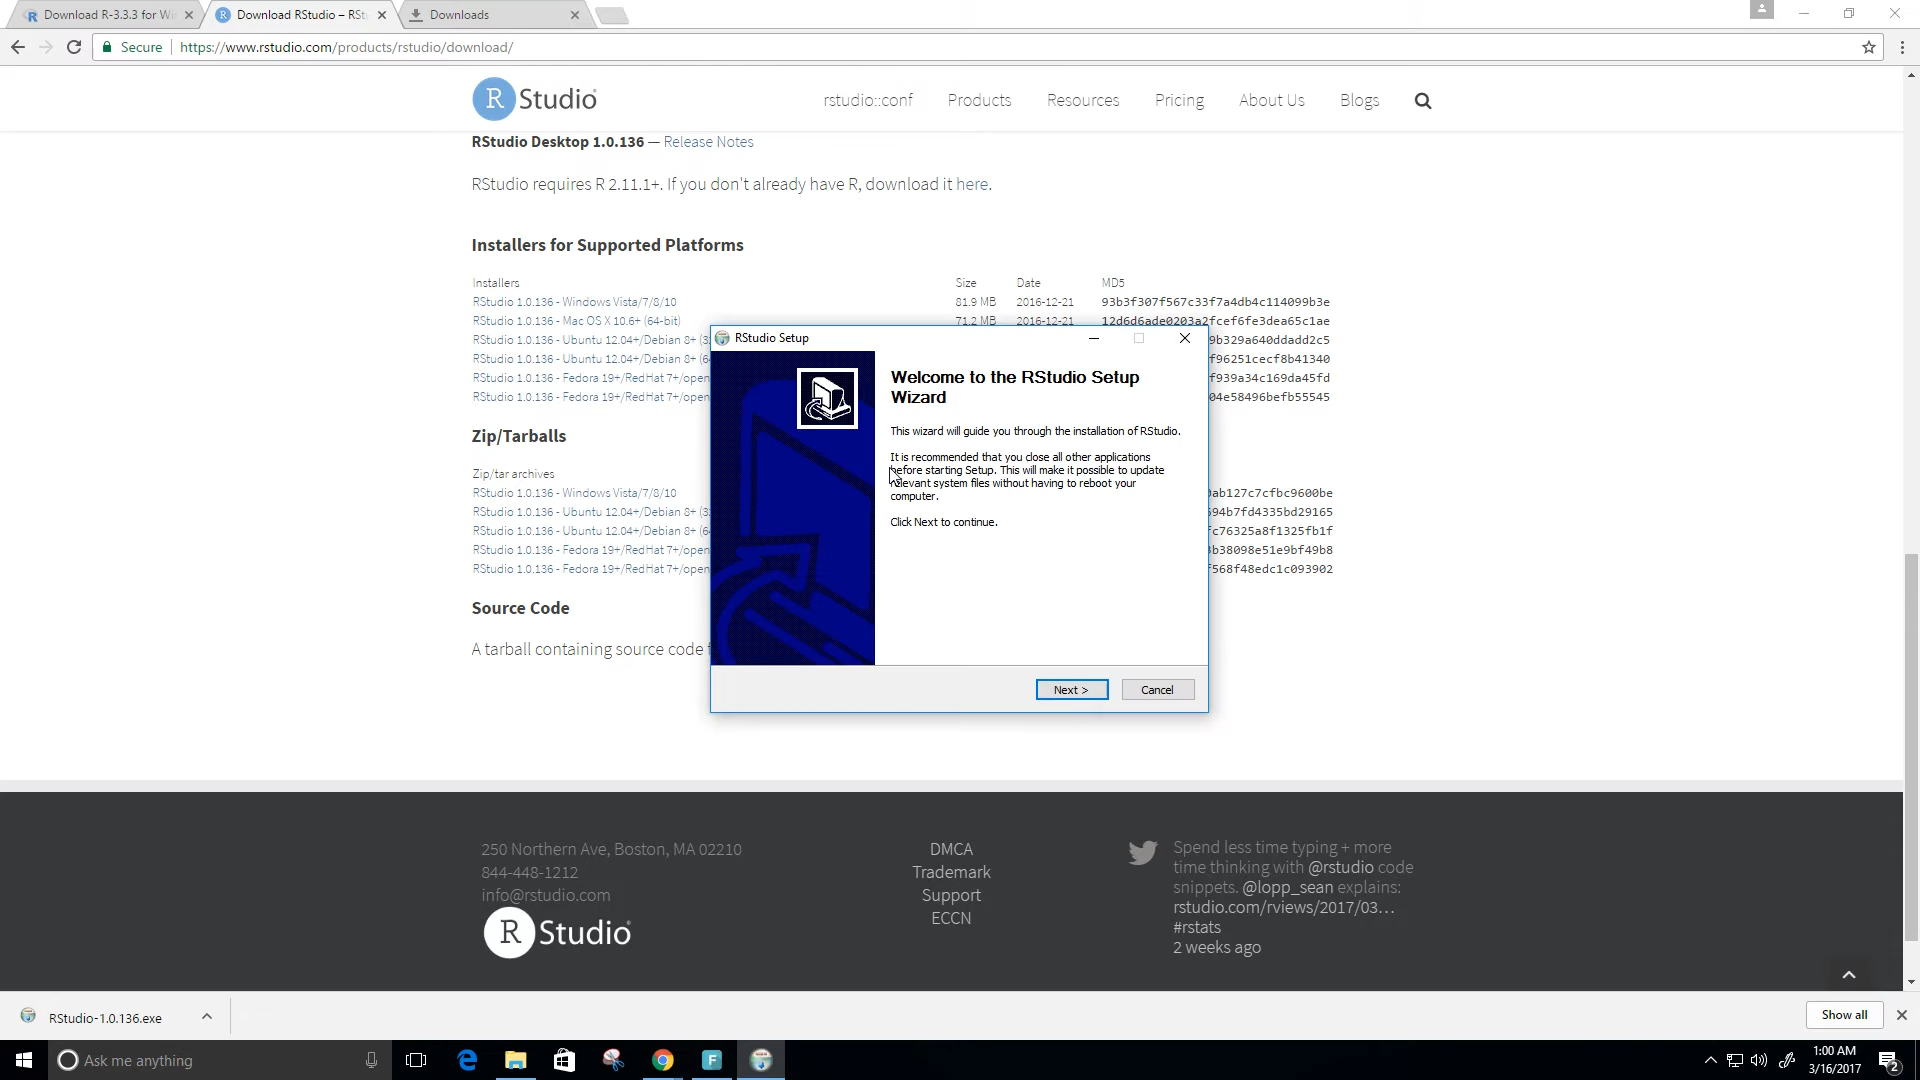 Download R-3.3.3 for Wi
Download RStudio – RSt
Downloads
Secure
https://www.rstudio.com/products/rstudio/download/
R Studio
rstudio::conf
Products
Resources
Pricing
About Us
Blogs
RStudio Desktop 1.0.136 — Release Notes
RStudio requires R 2.11.1+. If you don't already have R, download it here.
Installers for Supported Platforms
Installers Size Date MD5
RStudio 1.0.136 - Windows Vista/7/8/10 81.9 MB 2016-12-21 93b3f307f567c33f7a4db4c114099b3e
RStudio 1.0.136 - Mac OS X 10.6+ (64-bit) 71.2 MB 2016-12-21 12d6d6ade0203a2fcef6fe3dea65c1ae
RStudio 1.0.136 - Ubuntu 12.04+/Debian 8+ (3 9b329a640ddadd2c5
RStudio 1.0.136 - Ubuntu 12.04+/Debian 8+ (6 f96251cecf8b41340
RStudio 1.0.136 - Fedora 19+/RedHat 7+/open f939a34c169da45fd
RStudio 1.0.136 - Fedora 19+/RedHat 7+/open 04e58496befb55545
Zip/Tarballs
Zip/tar archives
RStudio 1.0.136 - Windows Vista/7/8/10 ab127c7cfbc9600be
RStudio 1.0.136 - Ubuntu 12.04+/Debian 8+ (3 594b7fd4335bd29165
RStudio 1.0.136 - Ubuntu 12.04+/Debian 8+ (6 fc76325a8f1325fb1f
RStudio 1.0.136 - Fedora 19+/RedHat 7+/open b38098e51e9bf49b8
RStudio 1.0.136 - Fedora 19+/RedHat 7+/open f568f48edc1c093902
Source Code
A tarball containing source code
RStudio Setup
Welcome to the RStudio Setup
Wizard
This wizard will guide you through the installation of RStudio.
It is recommended that you close all other applications
before starting Setup. This will make it possible to update
relevant system files without having to reboot your
computer.
Click Next to continue.
Next >
Cancel
250 Northern Ave, Boston, MA 02210
844-448-1212
info@rstudio.com
R Studio
DMCA
Trademark
Support
ECCN
Spend less time typing + more
time thinking with @rstudio code
snippets. @lopp_sean explains:
rstudio.com/rviews/2017/03…
#rstats
2 weeks ago
RStudio-1.0.136.exe
Show all
Ask me anything
1:00 AM
3/16/2017
2